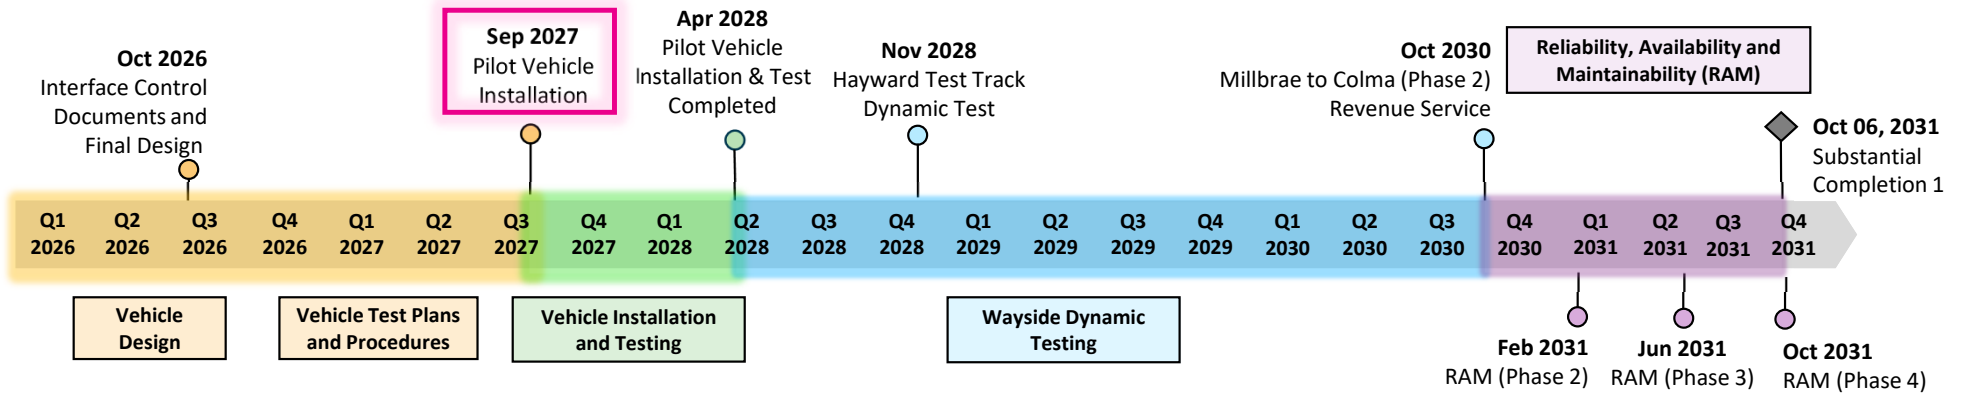 Oct 2026
Interface Control
Documents and
Final Design
Sep 2027
Pilot Vehicle
Installation
Apr 2028
Pilot Vehicle
Installation & Test
Completed
Nov 2028
Hayward Test Track
Dynamic Test
Oct 2030
Millbrae to Colma (Phase 2)
Revenue Service
Reliability, Availability and
Maintainability (RAM)
Oct 06, 2031
Substantial
Completion 1
Q1 Q2 Q3 Q4 Q1 Q2 Q3 Q4 Q1 Q2 Q3 Q4 Q1 Q2 Q3 Q4 Q1 Q2 Q3 Q4 Q1 Q2 Q3 Q4
2026 2026 2026 2026 2027 2027 2027 2027 2028 2028 2028 2028 2029 2029 2029 2029 2030 2030 2030 2030 2031 2031 2031 2031
Vehicle
Design
Vehicle Test Plans
and Procedures
Vehicle Installation
and Testing
Wayside Dynamic
Testing
Feb 2031
RAM (Phase 2)
Jun 2031
RAM (Phase 3)
Oct 2031
RAM (Phase 4)